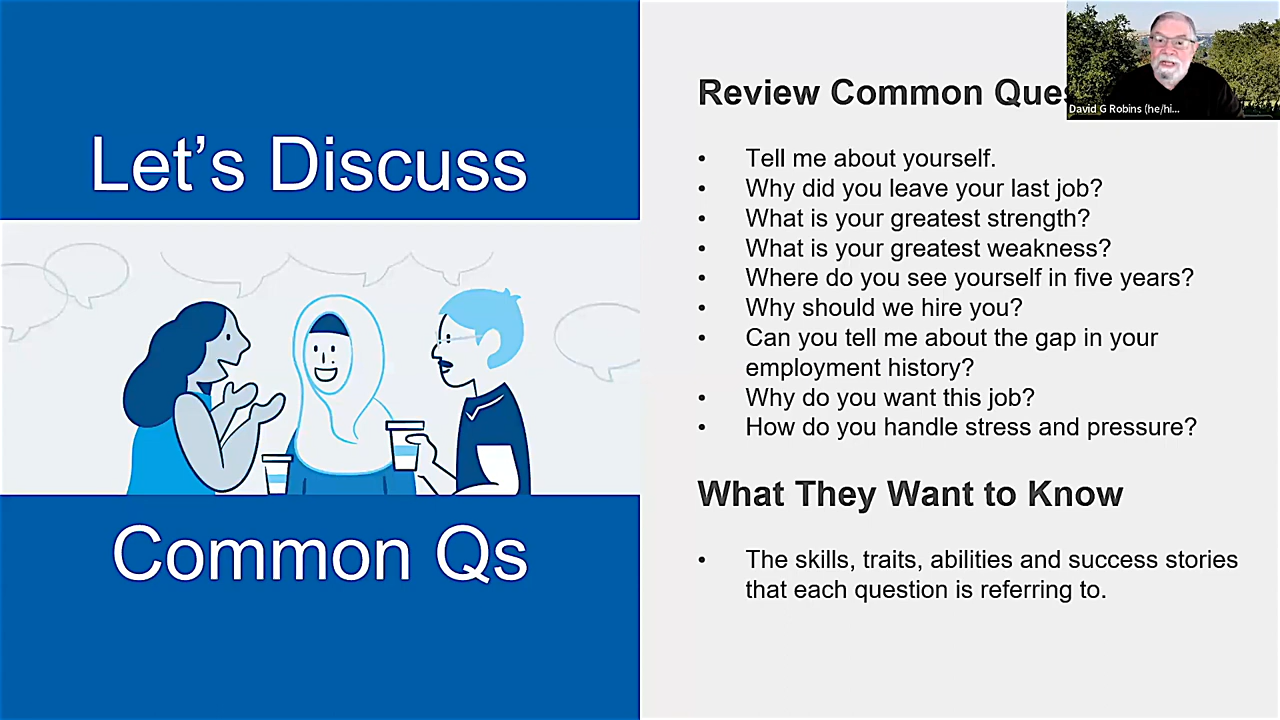 Let's Discuss
Common Qs
Review Common
David G Robins (he/hi...
• Tell me about yourself.
• Why did you leave your last job?
• What is your greatest strength?
• What is your greatest weakness?
• Where do you see yourself in five years?
• Why should we hire you?
• Can you tell me about the gap in your
employment history?
• Why do you want this job?
• How do you handle stress and pressure?
What They Want to Know
• The skills, traits, abilities and success stories
that each question is referring to.